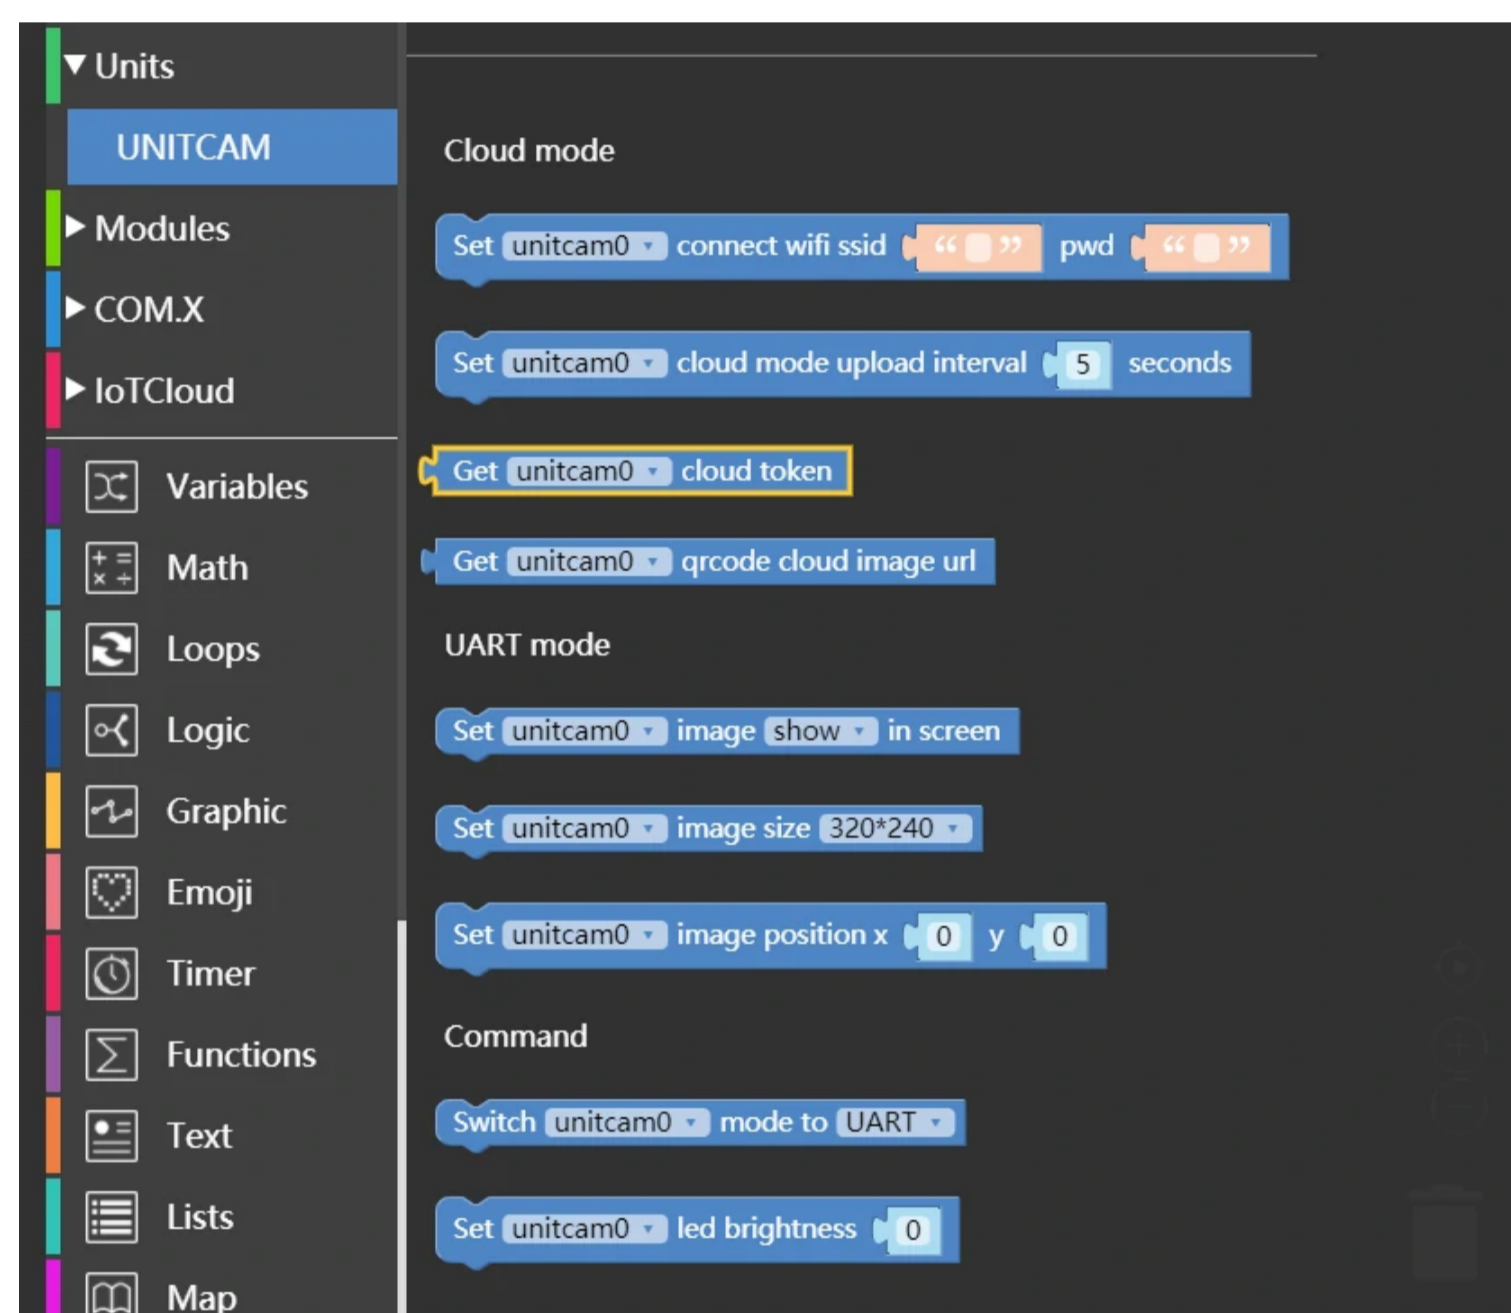 Units
UNITCAM
Modules
COM.X
IoTCloud
Variables
Math
Loops
Logic
Graphic
Emoji
Timer
Functions
Text
Lists
Map
Cloud mode
Set unitcam0 connect wifi ssid “ ” pwd “ ”
Set unitcam0 cloud mode upload interval 5 seconds
Get unitcam0 cloud token
Get unitcam0 qrcode cloud image url
UART mode
Set unitcam0 image show in screen
Set unitcam0 image size 320*240
Set unitcam0 image position x 0 y 0
Command
Switch unitcam0 mode to UART
Set unitcam0 led brightness 0